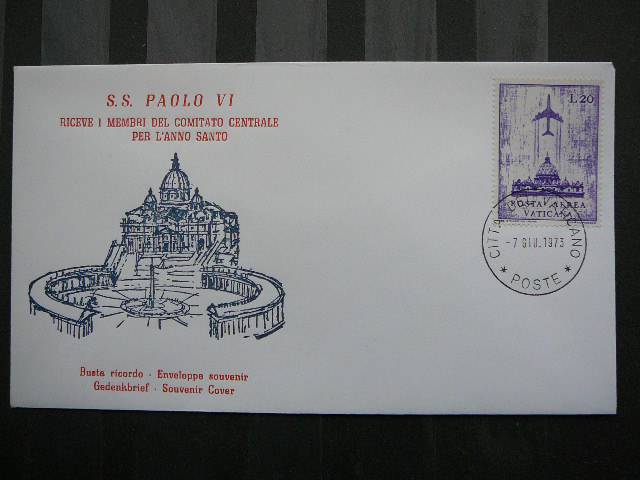 S.S. PAOLO VI
RICEVE I MEMBRI DEL COMITATO CENTRALE
PER L'ANNO SANTO
Busta ricordo - Enveloppe souvenir
Gedenkbrief - Souvenir Cover
L.20
POSTA AEREA
VATICANA
CITTA
-7 GIU. 1973
POSTE